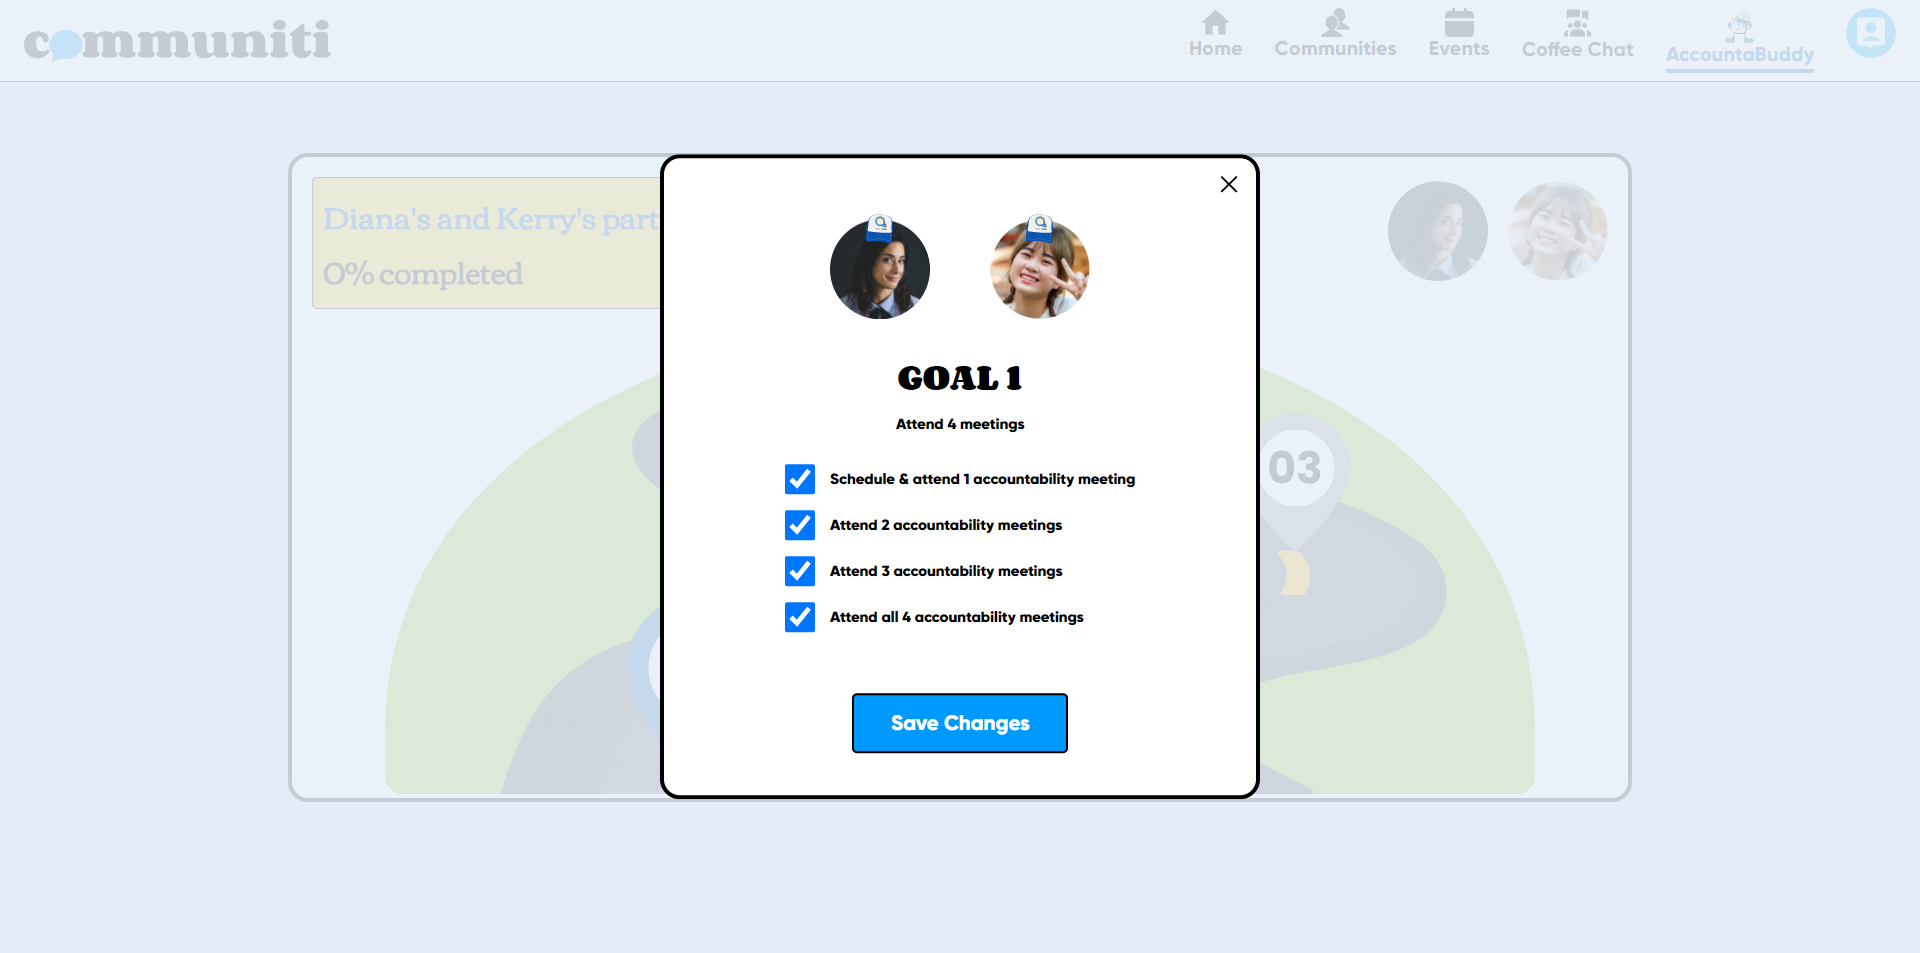 communiti
Home
Communities
Events
Coffee Chat
AccountaBuddy
Diana's and Kerry's part
0% completed
GOAL 1
Attend 4 meetings
Schedule & attend 1 accountability meeting
Attend 2 accountability meetings
Attend 3 accountability meetings
Attend all 4 accountability meetings
03
Save Changes